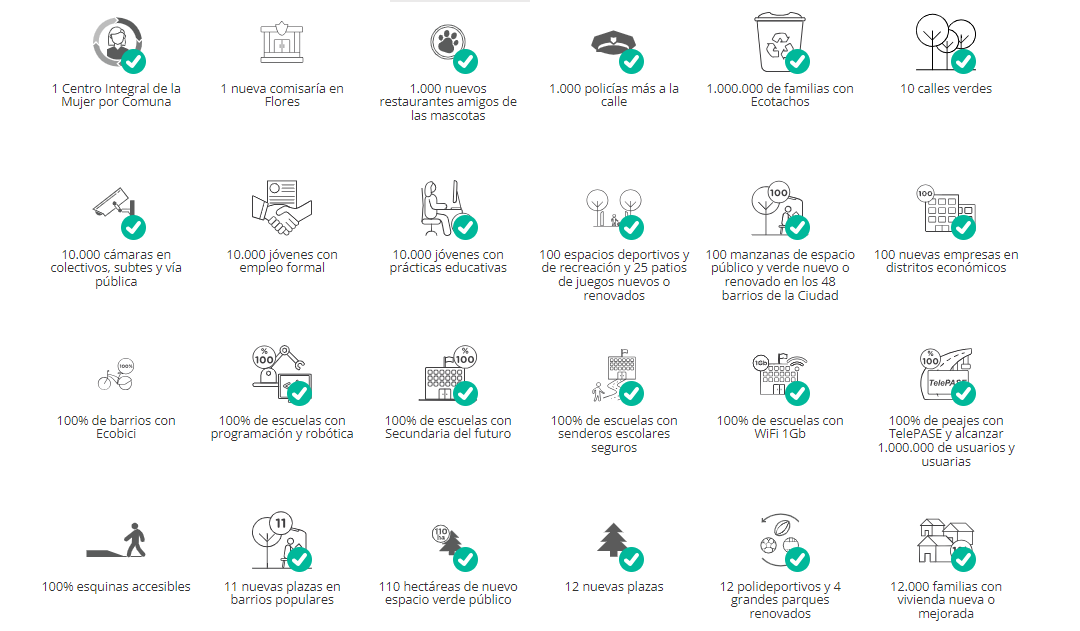 1 Centro Integral de la
Mujer por Comuna
1 nueva comisaría en
Flores
1.000 nuevos
restaurantes amigos de
las mascotas
1.000 policías más a la
calle
1.000.000 de familias con
Ecotachos
10 calles verdes
100
100
10.000 cámaras en
colectivos, subtes y vía
pública
10.000 jóvenes con
empleo formal
10.000 jóvenes con
prácticas educativas
100 espacios deportivos y
de recreación y 25 patios
de juegos nuevos o
renovados
100 manzanas de espacio
público y verde nuevo o
renovado en los 48
barrios de la Ciudad
100 nuevas empresas en
distritos económicos
100%
%
100
%
100
1Gb
%
100
TelePASE
100% de barrios con
Ecobici
100% de escuelas con
programación y robótica
100% de escuelas con
Secundaria del futuro
100% de escuelas con
senderos escolares
seguros
100% de escuelas con
WiFi 1Gb
100% de peajes con
TelePASE y alcanzar
1.000.000 de usuarios y
usuarias
11
110
ha
100% esquinas accesibles
11 nuevas plazas en
barrios populares
110 hectáreas de nuevo
espacio verde público
12 nuevas plazas
12 polideportivos y 4
grandes parques
renovados
12.000 familias con
vivienda nueva o
mejorada